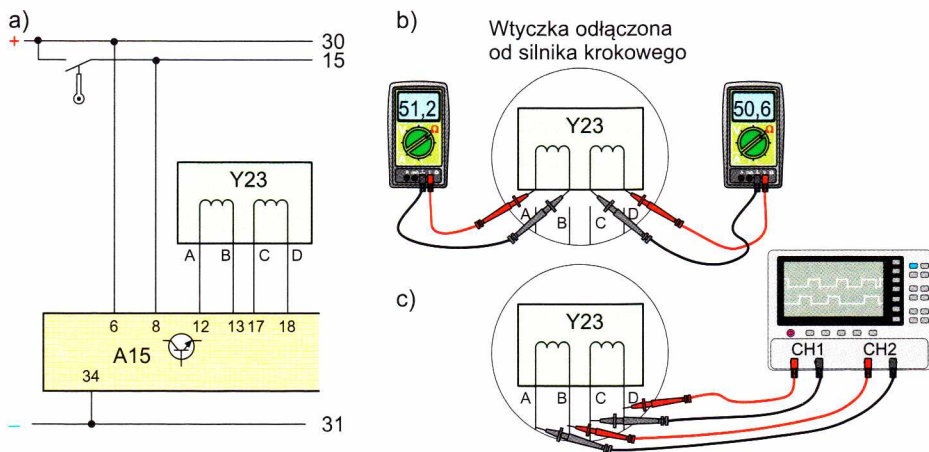 a)
+
30
15
Y23
A
B
C
D
6
8
12
13
17
18
A15
34
–
31
b)
Wtyczka odłączona
od silnika krokowego
51,2
Ω
50,6
Ω
Y23
A
B
C
D
c)
Y23
A
B
C
D
CH1
CH2